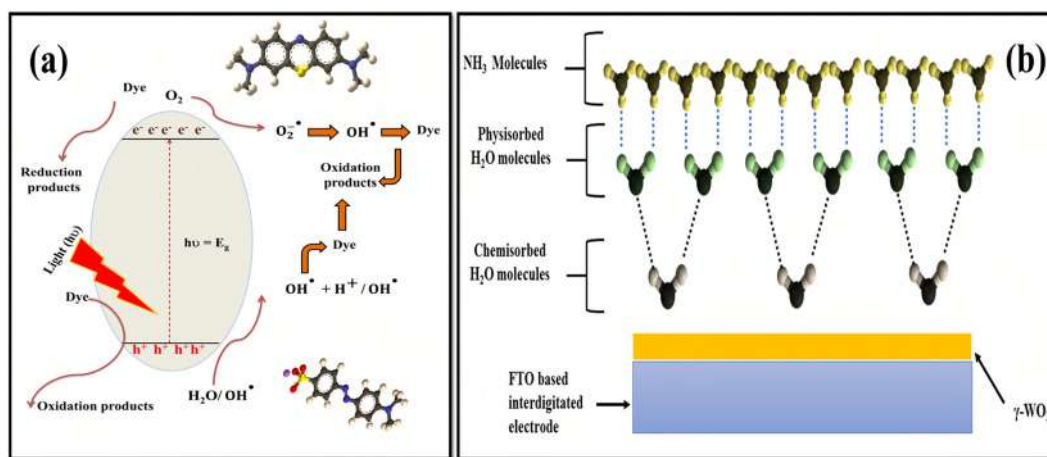 (a)
Dye
O₂
e⁻ e⁻ e⁻ e⁻ e⁻
O₂⁻• OH• Dye
Reduction
products
Oxidation
products
hυ = E_g
Light (hυ)
Dye
Dye
OH• + H⁺ / OH•
h⁺ h⁺ h⁺ h⁺
Oxidation products
H₂O/ OH•
(b)
NH₃ Molecules
Physisorbed
H₂O molecules
Chemisorbed
H₂O molecules
FTO based
interdigitated
electrode
γ-WO₃